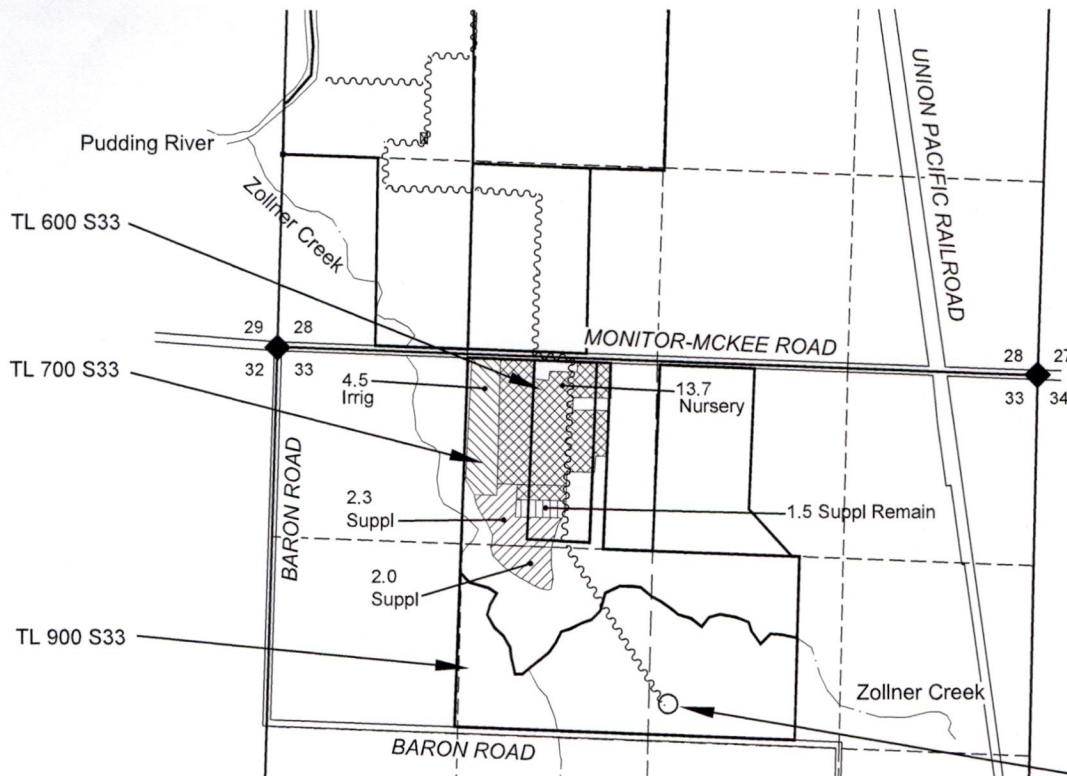 UNION PACIFIC RAILROAD
Pudding River
Zollner Creek
TL 600 S33
29 28
32 33
MONITOR-MCKEE ROAD
28 27
33 34
TL 700 S33
4.5
Irrig
13.7
Nursery
BARON ROAD
2.3
Suppl
1.5 Suppl Remain
2.0
Suppl
TL 900 S33
Zollner Creek
BARON ROAD